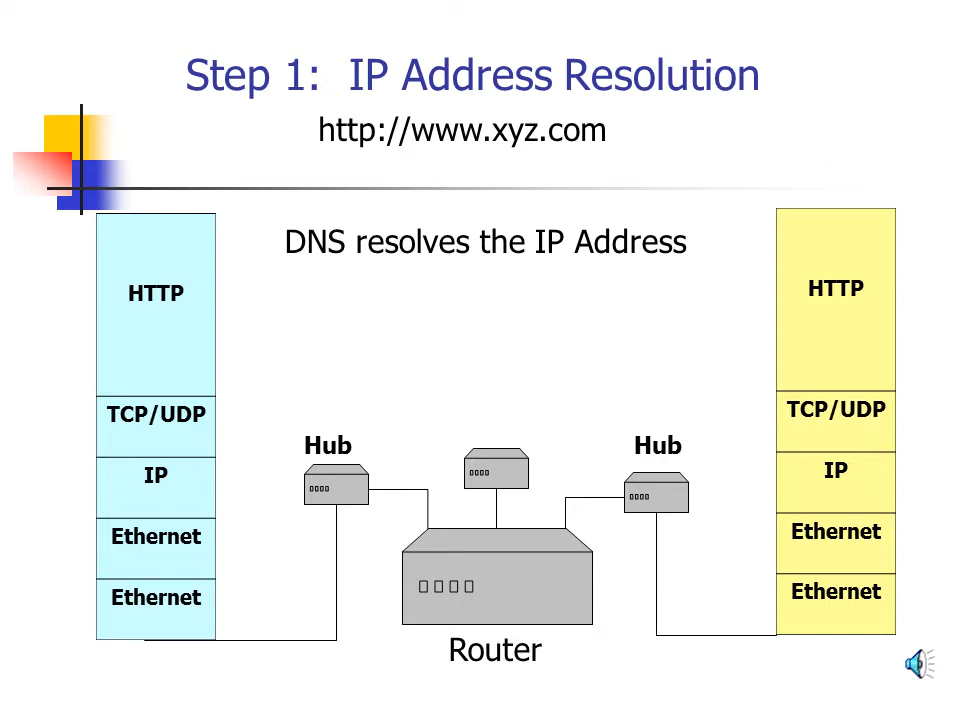 Step 1:  IP Address Resolution
http://www.xyz.com
DNS resolves the IP Address
HTTP
TCP/UDP
IP
Ethernet
Ethernet
Hub
Hub
Router
HTTP
TCP/UDP
IP
Ethernet
Ethernet